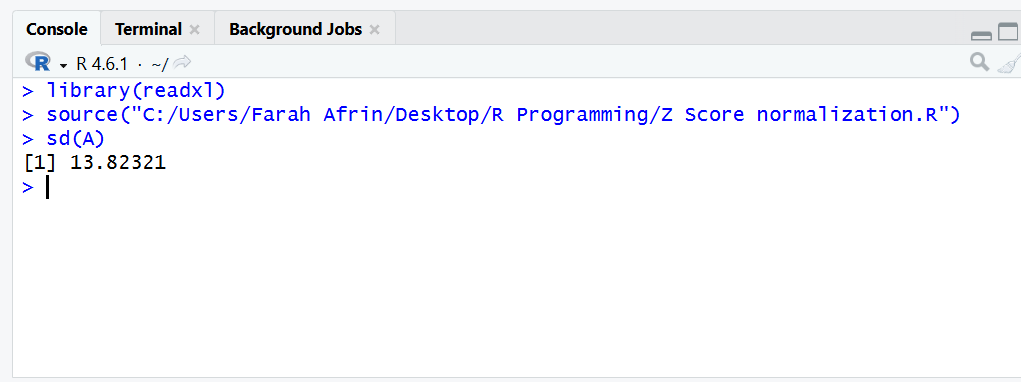 Console Terminal Background Jobs
R R 4.6.1 · ~/
> library(readxl)
> source("C:/Users/Farah Afrin/Desktop/R Programming/Z Score normalization.R")
> sd(A)
[1] 13.82321
>